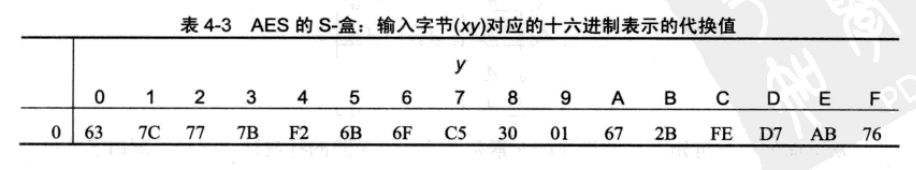 表 4-3 AES 的 S-盒：输入字节(xy)对应的十六进制表示的代换值
y
0 1 2 3 4 5 6 7 8 9 A B C D E F
0 63 7C 77 7B F2 6B 6F C5 30 01 67 2B FE D7 AB 76
PD